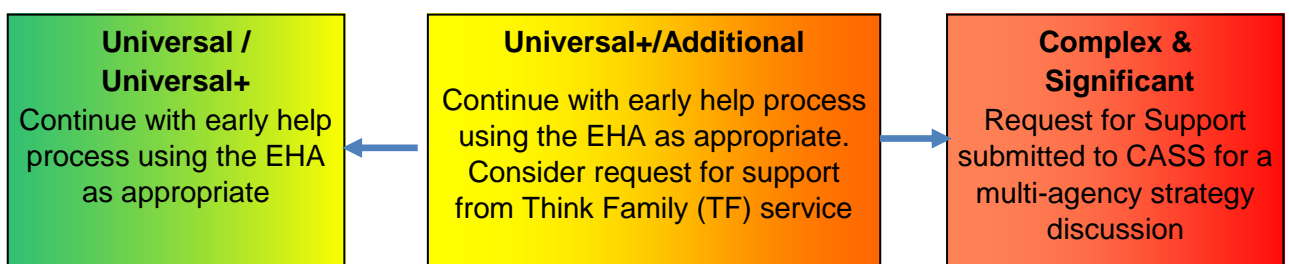 Universal /
Universal+
Continue with early help
process using the EHA
as appropriate
Universal+/Additional
Continue with early help process
using the EHA as appropriate.
Consider request for support
from Think Family (TF) service
Complex &
Significant
Request for Support
submitted to CASS for a
multi-agency strategy
discussion